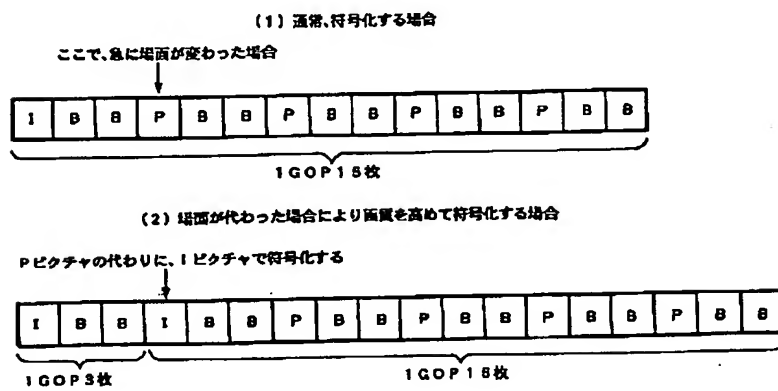 (1) 通常、符号化する場合
ここで、急に場面が変わった場合
I B B P B B P B B P B B P B B
1GOP15枚
(2) 場面が代わった場合により画質を高めて符号化する場合
Pピクチャの代わりに、Iピクチャで符号化する
I B B I B B P B B P B B P B B P B B
1GOP3枚 1GOP15枚